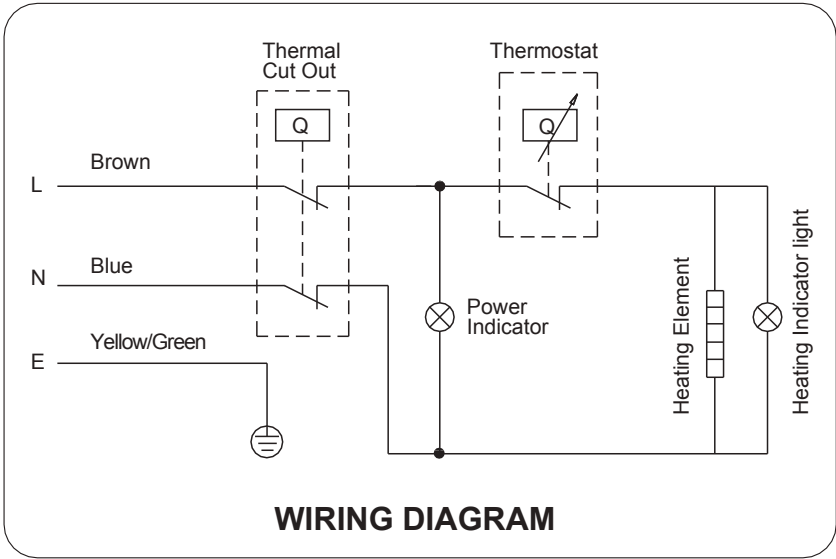 Thermal
Cut Out
Thermostat
Q
Q
Brown
L
Blue
N
Yellow/Green
E
Power
Indicator
Heating Element
Heating Indicator light
WIRING DIAGRAM